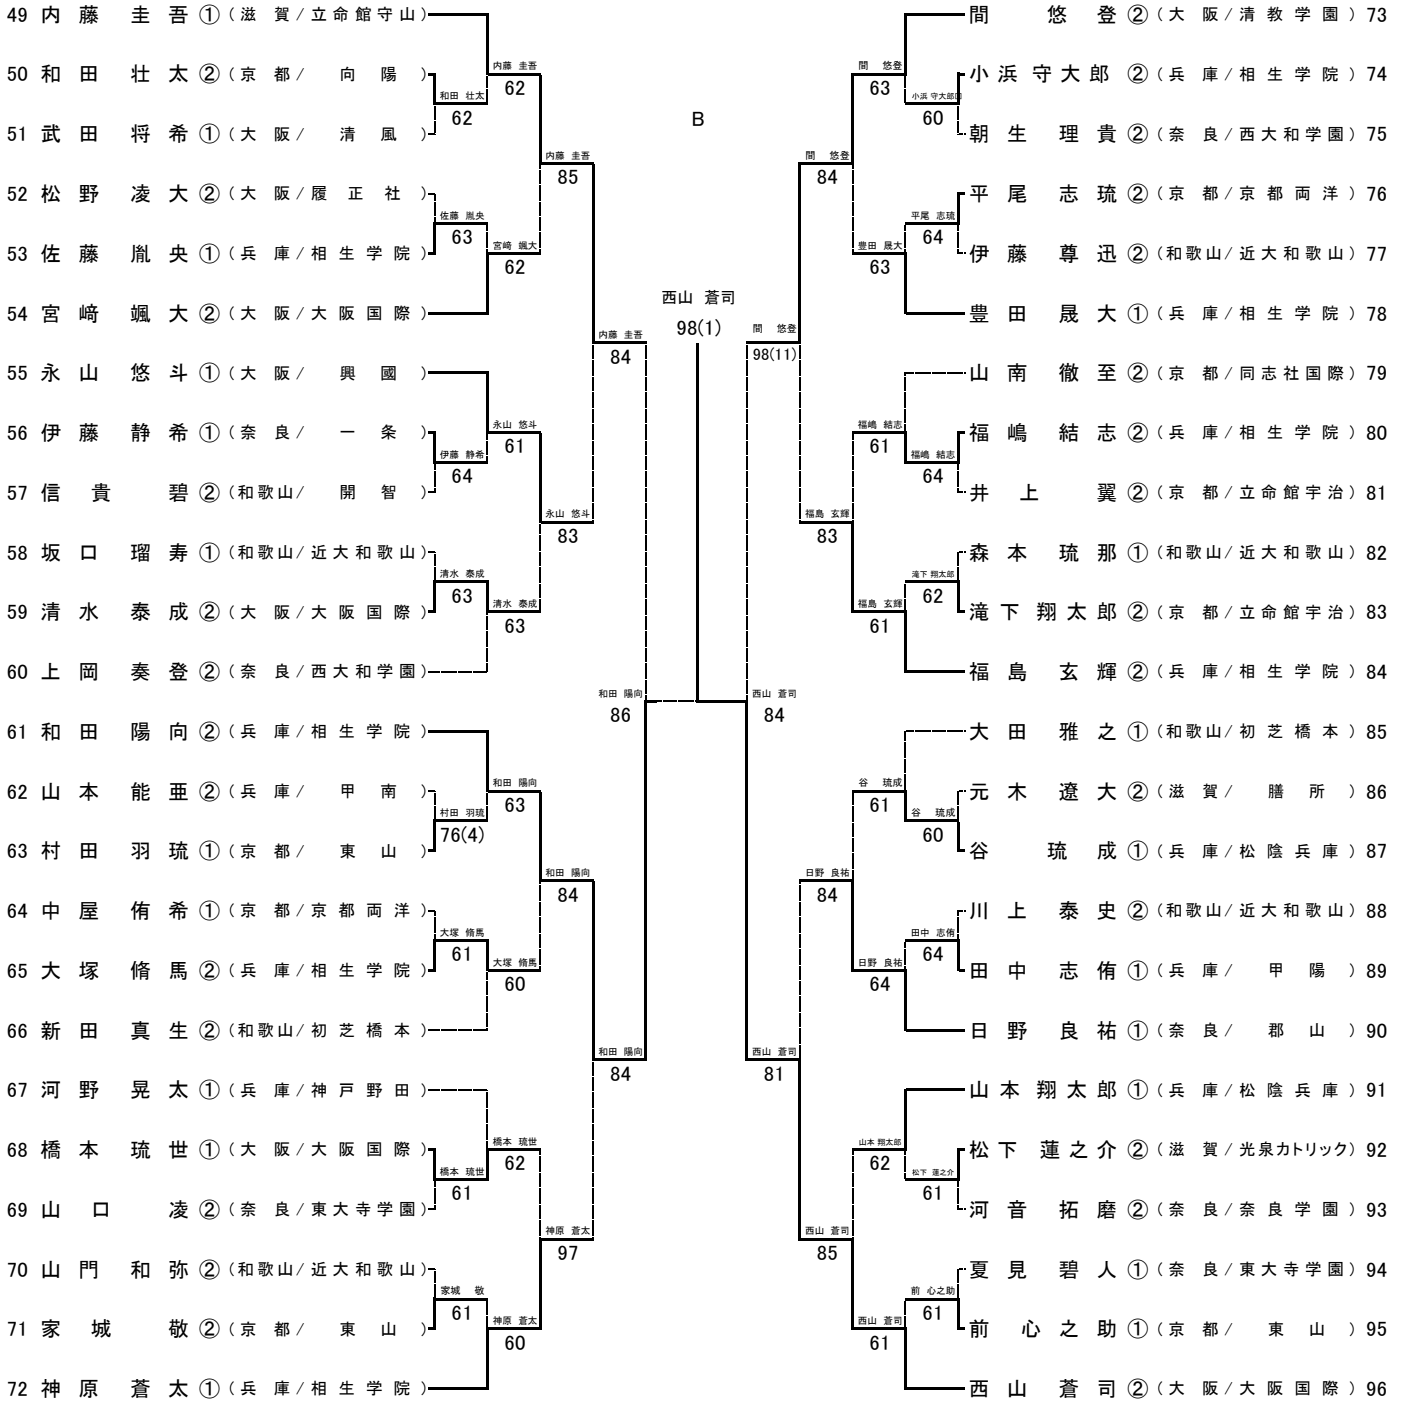 49 内藤 圭吾 ① (滋賀/立命館守山)
50 和田 壮太 ② (京都/向陽)
51 武田 将希 ① (大阪/清風)
52 松野 凌大 ② (大阪/履正社)
53 佐藤 胤央 ① (兵庫/相生学院)
54 宮﨑 颯大 ② (大阪/大阪国際)
55 永山 悠斗 ① (大阪/興國)
56 伊藤 静希 ① (奈良/一条)
57 信貴 碧 ② (和歌山/開智)
58 坂口 瑠寿 ① (和歌山/近大和歌山)
59 清水 泰成 ② (大阪/大阪国際)
60 上岡 奏登 ② (奈良/西大和学園)
61 和田 陽向 ② (兵庫/相生学院)
62 山本 能亜 ② (兵庫/甲南)
63 村田 羽琉 ① (京都/東山)
64 中屋 侑希 ① (京都/京都両洋)
65 大塚 脩馬 ② (兵庫/相生学院)
66 新田 真生 ② (和歌山/初芝橋本)
67 河野 晃太 ① (兵庫/神戸野田)
68 橋本 琉世 ① (大阪/大阪国際)
69 山口 凌 ② (奈良/東大寺学園)
70 山門 和弥 ② (和歌山/近大和歌山)
71 家城 敬 ② (京都/東山)
72 神原 蒼太 ① (兵庫/相生学院)
和田 壮太
62
佐藤 胤央
63
伊藤 静希
64
清水 泰成
63
村田 羽琉
76(4)
大塚 脩馬
61
橋本 琉世
61
家城 敬
61
内藤 圭吾
62
宮﨑 颯大
62
永山 悠斗
61
清水 泰成
63
和田 陽向
63
大塚 脩馬
60
橋本 琉世
62
神原 蒼太
60
内藤 圭吾
85
永山 悠斗
83
和田 陽向
84
神原 蒼太
97
内藤 圭吾
84
和田 陽向
84
和田 陽向
86
B
西山 蒼司
98(1)
西山 蒼司
84
間 悠登
98(11)
西山 蒼司
81
間 悠登
84
福島 玄輝
83
日野 良祐
84
西山 蒼司
85
間 悠登
63
豊田 晟大
63
福嶋 結志
61
福島 玄輝
61
谷 琉成
61
日野 良祐
64
山本 翔太郎
62
西山 蒼司
61
小浜 守大郎
60
平尾 志琉
64
福嶋 結志
64
滝下 翔太郎
62
谷 琉成
60
田中 志侑
64
松下 蓮之介
61
前 心之助
61
間 悠登 ② (大阪/清教学園) 73
小浜 守大郎 ② (兵庫/相生学院) 74
朝生 理貴 ② (奈良/西大和学園) 75
平尾 志琉 ② (京都/京都両洋) 76
伊藤 尊迅 ② (和歌山/近大和歌山) 77
豊田 晟大 ① (兵庫/相生学院) 78
山南 徹至 ② (京都/同志社国際) 79
福嶋 結志 ② (兵庫/相生学院) 80
井上 翼 ② (京都/立命館宇治) 81
森本 琉那 ① (和歌山/近大和歌山) 82
滝下 翔太郎 ② (京都/立命館宇治) 83
福島 玄輝 ② (兵庫/相生学院) 84
大田 雅之 ① (和歌山/初芝橋本) 85
元木 遼大 ② (滋賀/膳所) 86
谷 琉成 ① (兵庫/松陰兵庫) 87
川上 泰史 ② (和歌山/近大和歌山) 88
田中 志侑 ① (兵庫/甲陽) 89
日野 良祐 ① (奈良/郡山) 90
山本 翔太郎 ① (兵庫/松陰兵庫) 91
松下 蓮之介 ② (滋賀/光泉カトリック) 92
河音 拓磨 ② (奈良/奈良学園) 93
夏見 碧人 ① (奈良/東大寺学園) 94
前 心之助 ① (京都/東山) 95
西山 蒼司 ② (大阪/大阪国際) 96